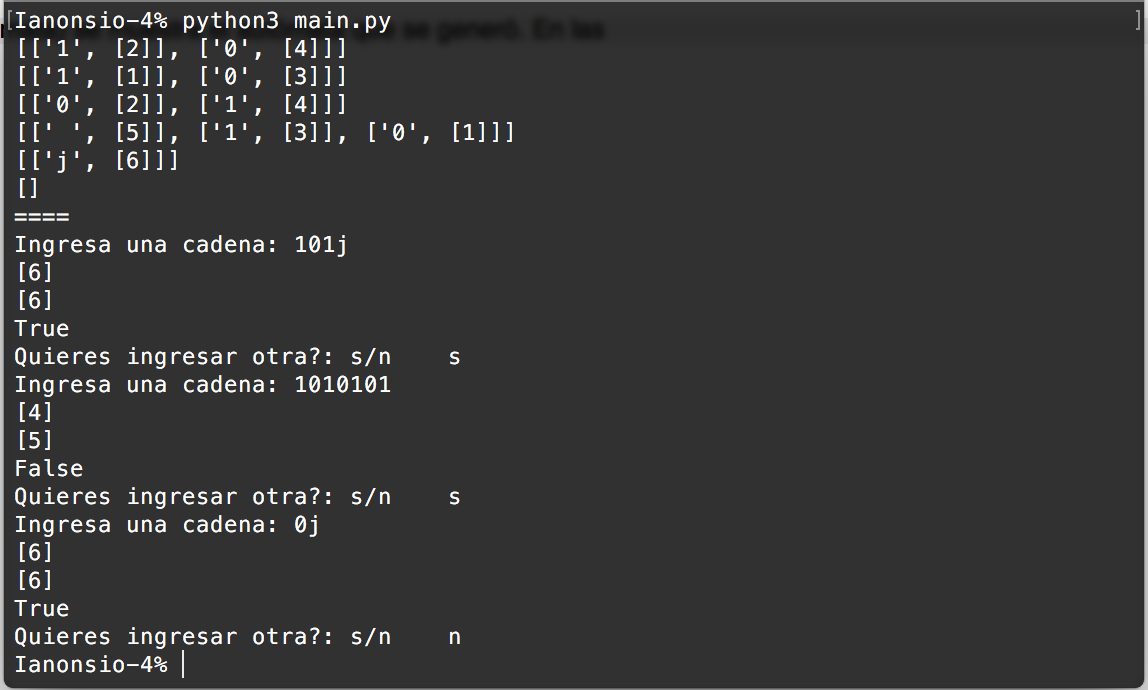 [Ianonsio-4% python3 main.py ]
[['1', [2]], ['0', [4]]]
[['1', [1]], ['0', [3]]]
[['0', [2]], ['1', [4]]]
[[' ', [5]], ['1', [3]], ['0', [1]]]
[['j', [6]]]
[]
====
Ingresa una cadena: 101j
[6]
[6]
True
Quieres ingresar otra?: s/n    s
Ingresa una cadena: 1010101
[4]
[5]
False
Quieres ingresar otra?: s/n    s
Ingresa una cadena: 0j
[6]
[6]
True
Quieres ingresar otra?: s/n    n
Ianonsio-4%